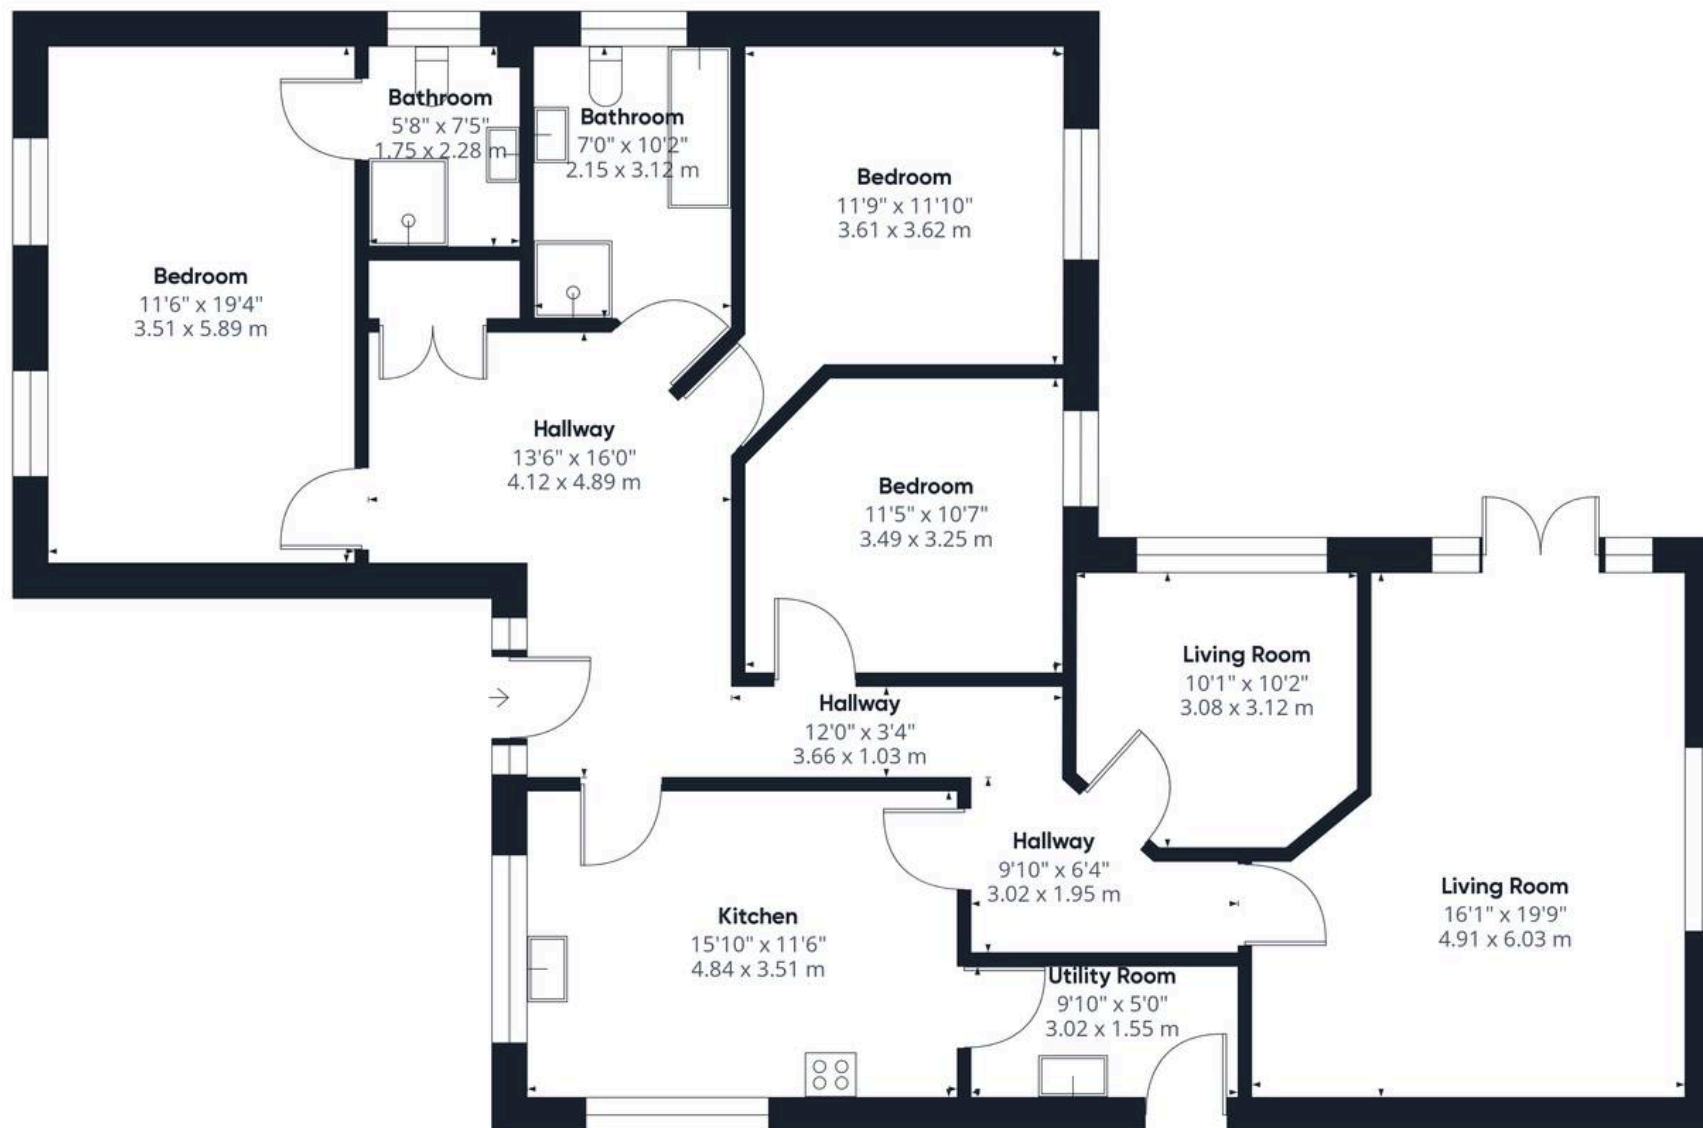 Bathroom
5'8" x 7'5"
1.75 x 2.28 m
Bathroom
7'0" x 10'2"
2.15 x 3.12 m
Bedroom
11'9" x 11'10"
3.61 x 3.62 m
Bedroom
11'6" x 19'4"
3.51 x 5.89 m
Hallway
13'6" x 16'0"
4.12 x 4.89 m
Bedroom
11'5" x 10'7"
3.49 x 3.25 m
Living Room
10'1" x 10'2"
3.08 x 3.12 m
Hallway
12'0" x 3'4"
3.66 x 1.03 m
Hallway
9'10" x 6'4"
3.02 x 1.95 m
Living Room
16'1" x 19'9"
4.91 x 6.03 m
Kitchen
15'10" x 11'6"
4.84 x 3.51 m
Utility Room
9'10" x 5'0"
3.02 x 1.55 m